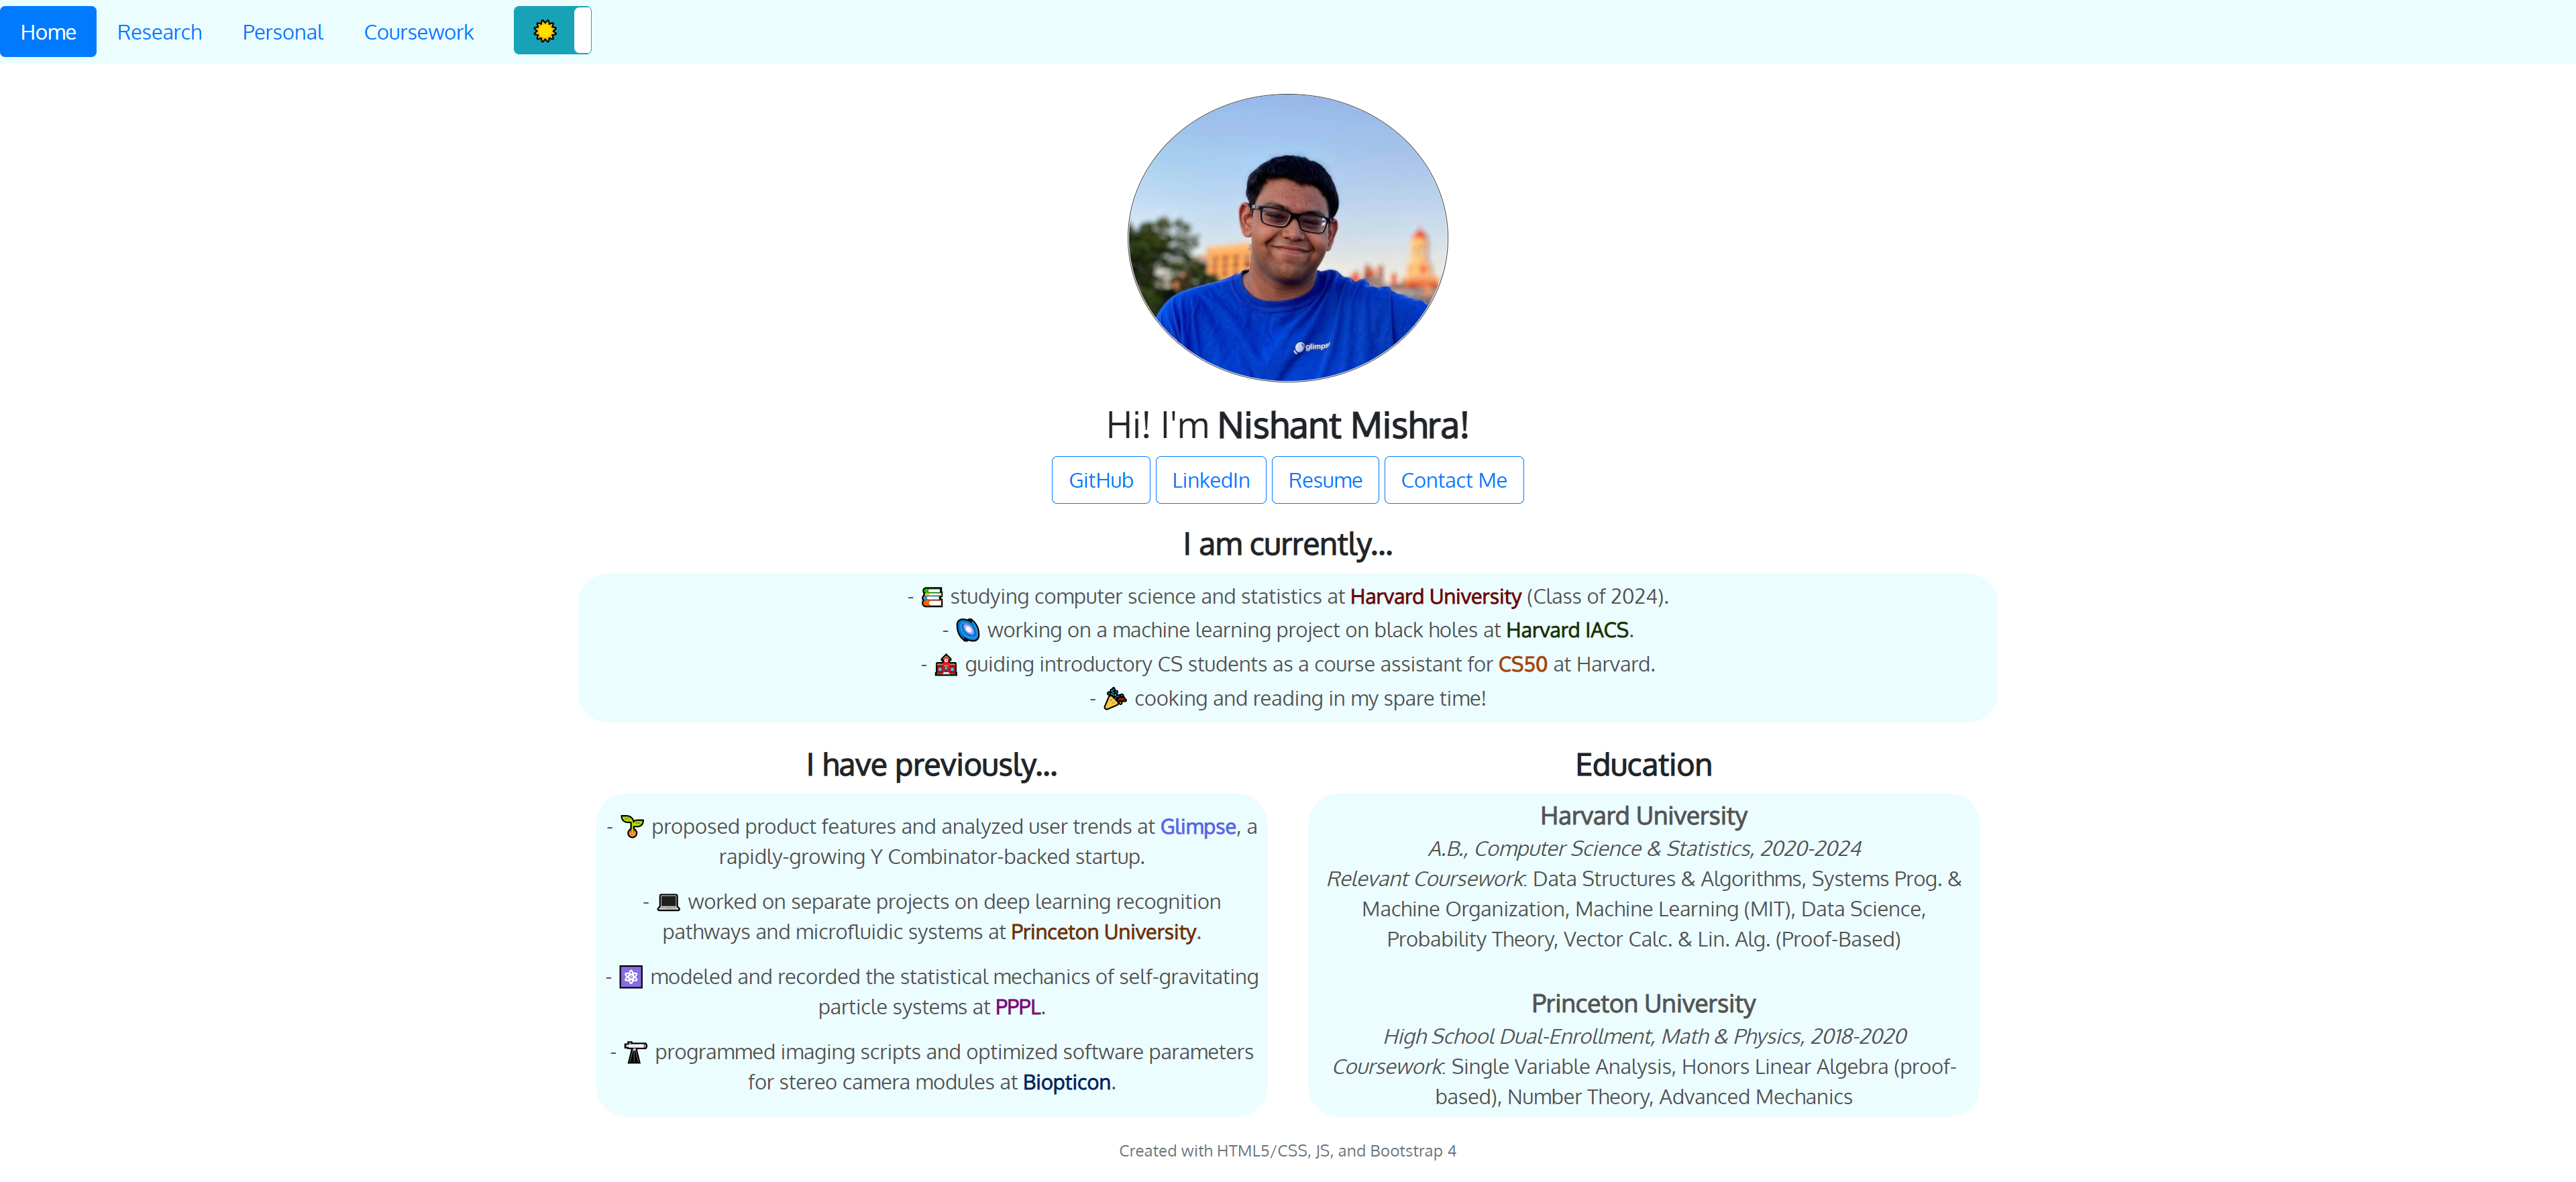 Home Research Personal Coursework
glimpse
Hi! I'm Nishant Mishra!
GitHub LinkedIn Resume Contact Me
I am currently...
- studying computer science and statistics at Harvard University (Class of 2024).
- working on a machine learning project on black holes at Harvard IACS.
- guiding introductory CS students as a course assistant for CS50 at Harvard.
- cooking and reading in my spare time!
I have previously...
- proposed product features and analyzed user trends at Glimpse, a
rapidly-growing Y Combinator-backed startup.
- worked on separate projects on deep learning recognition
pathways and microfluidic systems at Princeton University.
- modeled and recorded the statistical mechanics of self-gravitating
particle systems at PPPL.
- programmed imaging scripts and optimized software parameters
for stereo camera modules at Biopticon.
Education
Harvard University
A.B., Computer Science & Statistics, 2020-2024
Relevant Coursework: Data Structures & Algorithms, Systems Prog. &
Machine Organization, Machine Learning (MIT), Data Science,
Probability Theory, Vector Calc. & Lin. Alg. (Proof-Based)
Princeton University
High School Dual-Enrollment, Math & Physics, 2018-2020
Coursework: Single Variable Analysis, Honors Linear Algebra (proof-
based), Number Theory, Advanced Mechanics
Created with HTML5/CSS, JS, and Bootstrap 4